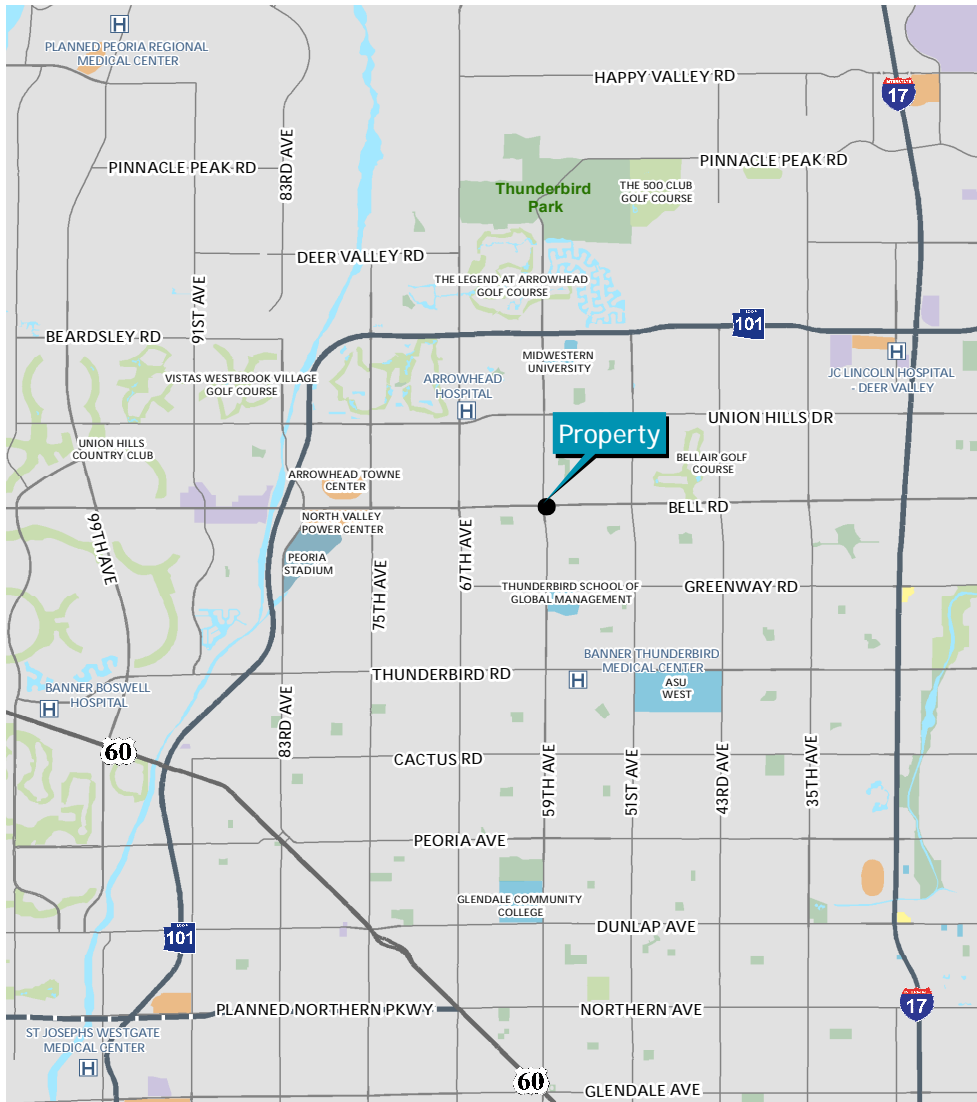 H
PLANNED PEORIA REGIONAL
MEDICAL CENTER
HAPPY VALLEY RD
17
83RD AVE
PINNACLE PEAK RD
PINNACLE PEAK RD
Thunderbird
Park
THE 500 CLUB
GOLF COURSE
DEER VALLEY RD
THE LEGEND AT ARROWHEAD
GOLF COURSE
91ST AVE
101
BEARDSLEY RD
MIDWESTERN
UNIVERSITY
H
JC LINCOLN HOSPITAL
- DEER VALLEY
VISTAS WESTBROOK VILLAGE
GOLF COURSE
ARROWHEAD
HOSPITAL
H
UNION HILLS DR
Property
UNION HILLS
COUNTRY CLUB
BELLAIR GOLF
COURSE
ARROWHEAD TOWNE
CENTER
BELL RD
NORTH VALLEY
POWER CENTER
99TH AVE
67TH AVE
PEORIA
STADIUM
75TH AVE
THUNDERBIRD SCHOOL OF
GLOBAL MANAGEMENT
GREENWAY RD
BANNER THUNDERBIRD
MEDICAL CENTER
H
THUNDERBIRD RD
ASU
WEST
BANNER BOSWELL
HOSPITAL
H
83RD AVE
60
CACTUS RD
59TH AVE
51ST AVE
43RD AVE
35TH AVE
PEORIA AVE
GLENDALE COMMUNITY
COLLEGE
DUNLAP AVE
101
PLANNED NORTHERN PKWY
NORTHERN AVE
17
ST JOSEPHS WESTGATE
MEDICAL CENTER
H
60
GLENDALE AVE